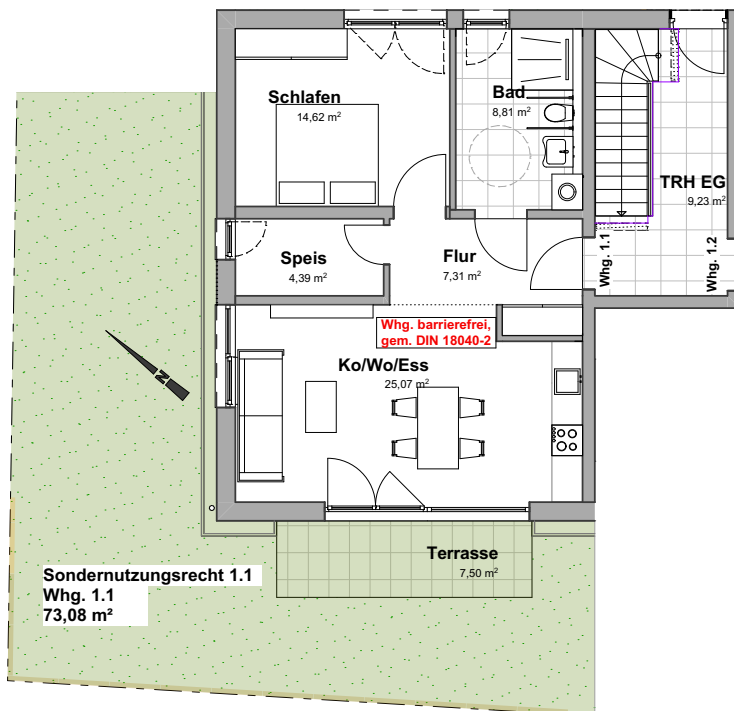 Schlafen
14,62 m²
Bad
8,81 m²
TRH EG
9,23 m²
Whg. 1.1
Whg. 1.2
Speis
4,39 m²
Flur
7,31 m²
Whg. barrierefrei,
gem. DIN 18040-2
Ko/Wo/Ess
25,07 m²
N
Terrasse
7,50 m²
Sondernutzungsrecht 1.1
Whg. 1.1
73,08 m²